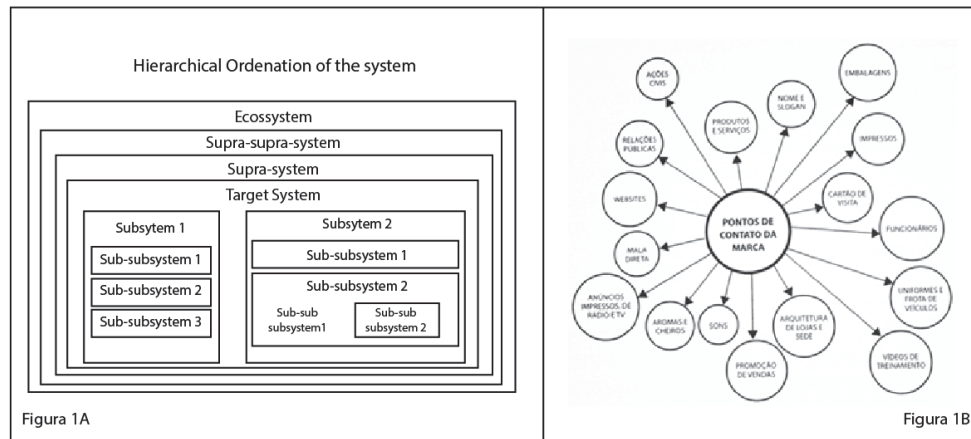 Hierarchical Ordenation of the system
Ecossystem
Supra-supra-system
Supra-system
Target System
Subsytem 1
Sub-subsystem 1
Sub-subsystem 2
Sub-subsystem 3
Subsystem 2
Sub-subsystem 1
Sub-subsystem 2
Sub-sub
subsystem1
Sub-sub
subsystem 2
Figura 1A
AÇÕES
CIVIS
EMBALAGENS
NOME E
SLOGAN
PRODUTOS
E SERVIÇOS
RELAÇÕES
PÚBLICAS
IMPRESSOS
WEBSITES
CARTÃO DE
VISITA
PONTOS DE
CONTATO DA
MARCA
FUNCIONÁRIOS
MALA
DIRETA
ANÚNCIOS
IMPRESSOS, DE
RÁDIO E TV
UNIFORMES E
FROTA DE
VEÍCULOS
AROMAS E
CHEIROS
SONS
ARQUITETURA
DE LOJAS E
SEDE
PROMOÇÃO
DE VENDAS
VÍDEOS DE
TREINAMENTO
Figura 1B